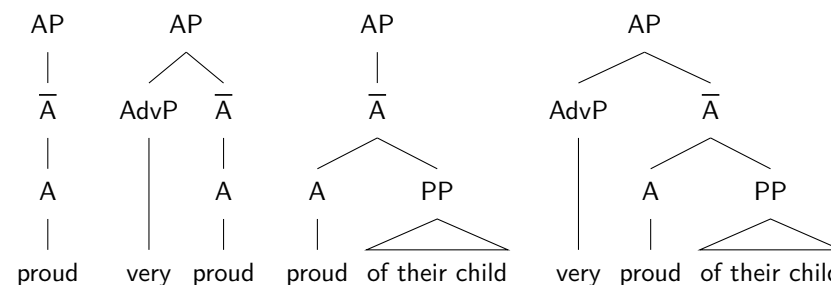 AP AP AP AP
A̅ AdvP A̅ A̅ AdvP A̅
A A A PP A PP
proud very proud proud of their child very proud of their child